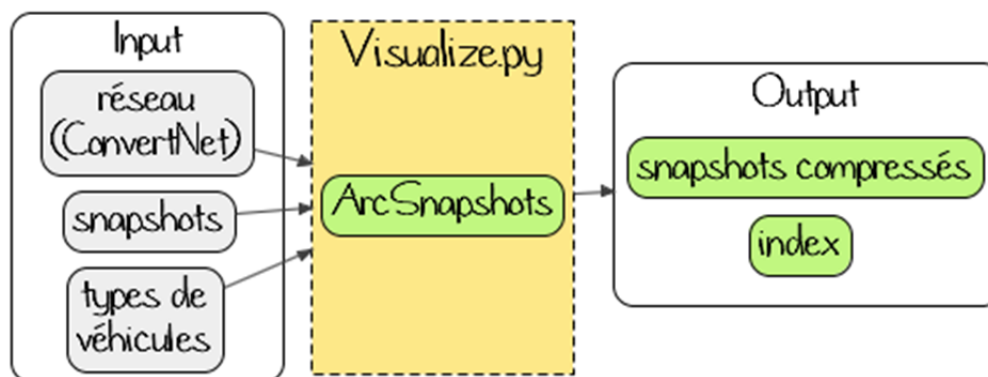 Input
réseau
(ConvertNet)
snapshots
types de
véhicules
Visualize.py
ArcSnapshots
Output
snapshots compressés
index